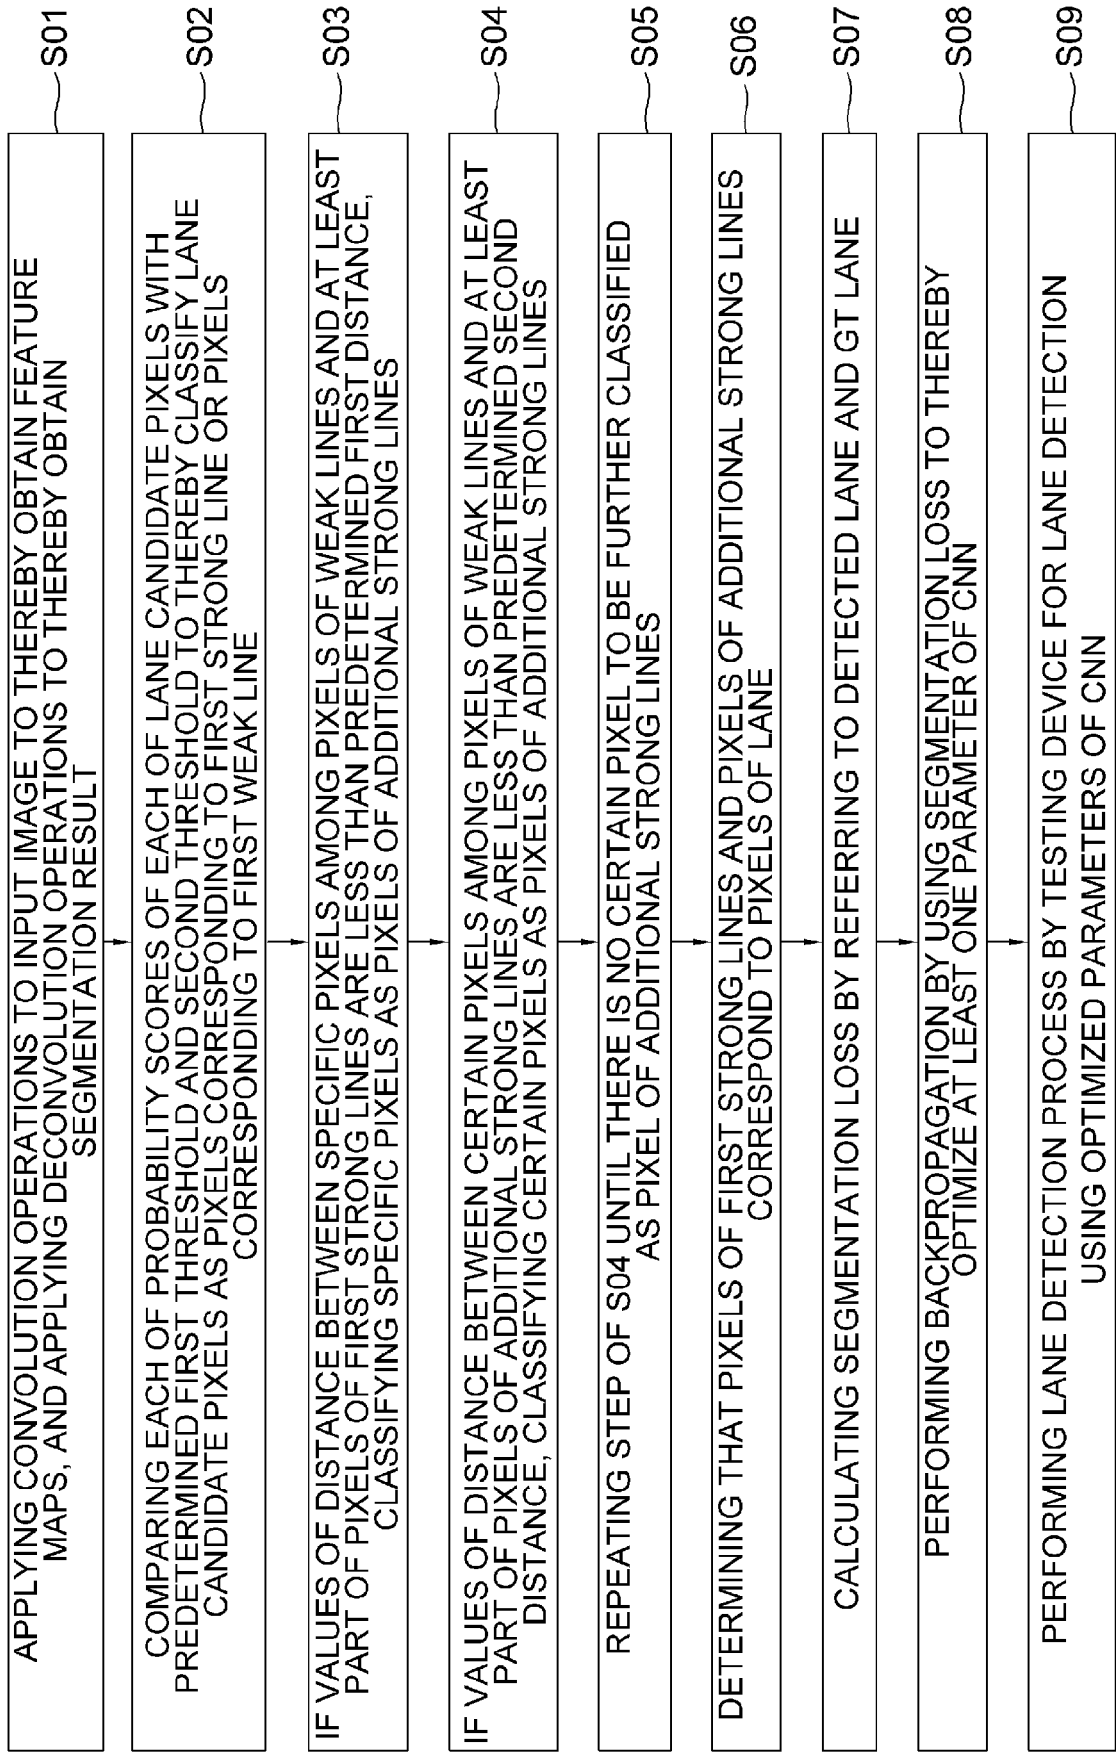 APPLYING CONVOLUTION OPERATIONS TO INPUT IMAGE TO THEREBY OBTAIN FEATURE
MAPS, AND APPLYING DECONVOLUTION OPERATIONS TO THEREBY OBTAIN
SEGMENTATION RESULT
S01
COMPARING EACH OF PROBABILITY SCORES OF EACH OF LANE CANDIDATE PIXELS WITH
PREDETERMINED FIRST THRESHOLD AND SECOND THRESHOLD TO THEREBY CLASSIFY LANE
CANDIDATE PIXELS AS PIXELS CORRESPONDING TO FIRST STRONG LINE OR PIXELS
CORRESPONDING TO FIRST WEAK LINE
S02
IF VALUES OF DISTANCE BETWEEN SPECIFIC PIXELS AMONG PIXELS OF WEAK LINES AND AT LEAST
PART OF PIXELS OF FIRST STRONG LINES ARE LESS THAN PREDETERMINED FIRST DISTANCE,
CLASSIFYING SPECIFIC PIXELS AS PIXELS OF ADDITIONAL STRONG LINES
S03
IF VALUES OF DISTANCE BETWEEN CERTAIN PIXELS AMONG PIXELS OF WEAK LINES AND AT LEAST
PART OF PIXELS OF ADDITIONAL STRONG LINES ARE LESS THAN PREDETERMINED SECOND
DISTANCE, CLASSIFYING CERTAIN PIXELS AS PIXELS OF ADDITIONAL STRONG LINES
S04
REPEATING STEP OF S04 UNTIL THERE IS NO CERTAIN PIXEL TO BE FURTHER CLASSIFIED
AS PIXEL OF ADDITIONAL STRONG LINES
S05
DETERMINING THAT PIXELS OF FIRST STRONG LINES AND PIXELS OF ADDITIONAL STRONG LINES
CORRESPOND TO PIXELS OF LANE
S06
CALCULATING SEGMENTATION LOSS BY REFERRING TO DETECTED LANE AND GT LANE
S07
PERFORMING BACKPROPAGATION BY USING SEGMENTATION LOSS TO THEREBY
OPTIMIZE AT LEAST ONE PARAMETER OF CNN
S08
PERFORMING LANE DETECTION PROCESS BY TESTING DEVICE FOR LANE DETECTION
USING OPTIMIZED PARAMETERS OF CNN
S09